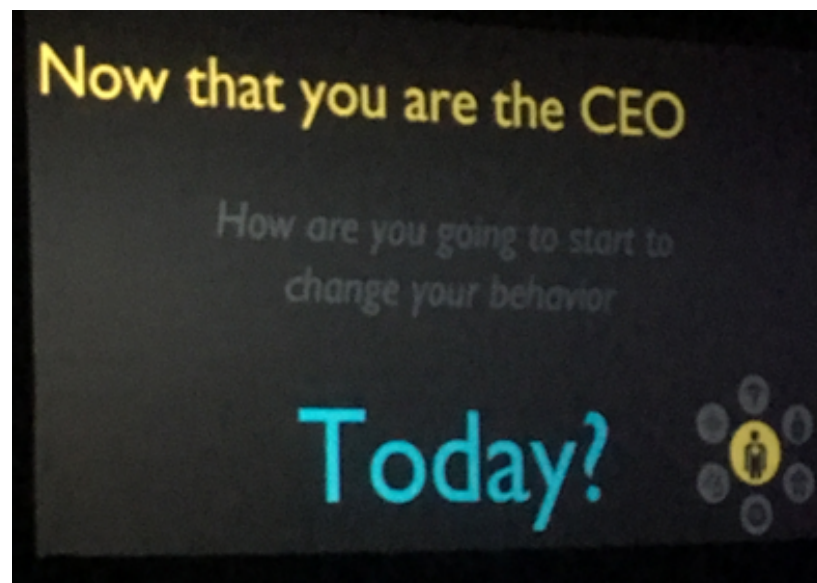 Now that you are the CEO
How are you going to start to
change your behavior
Today?